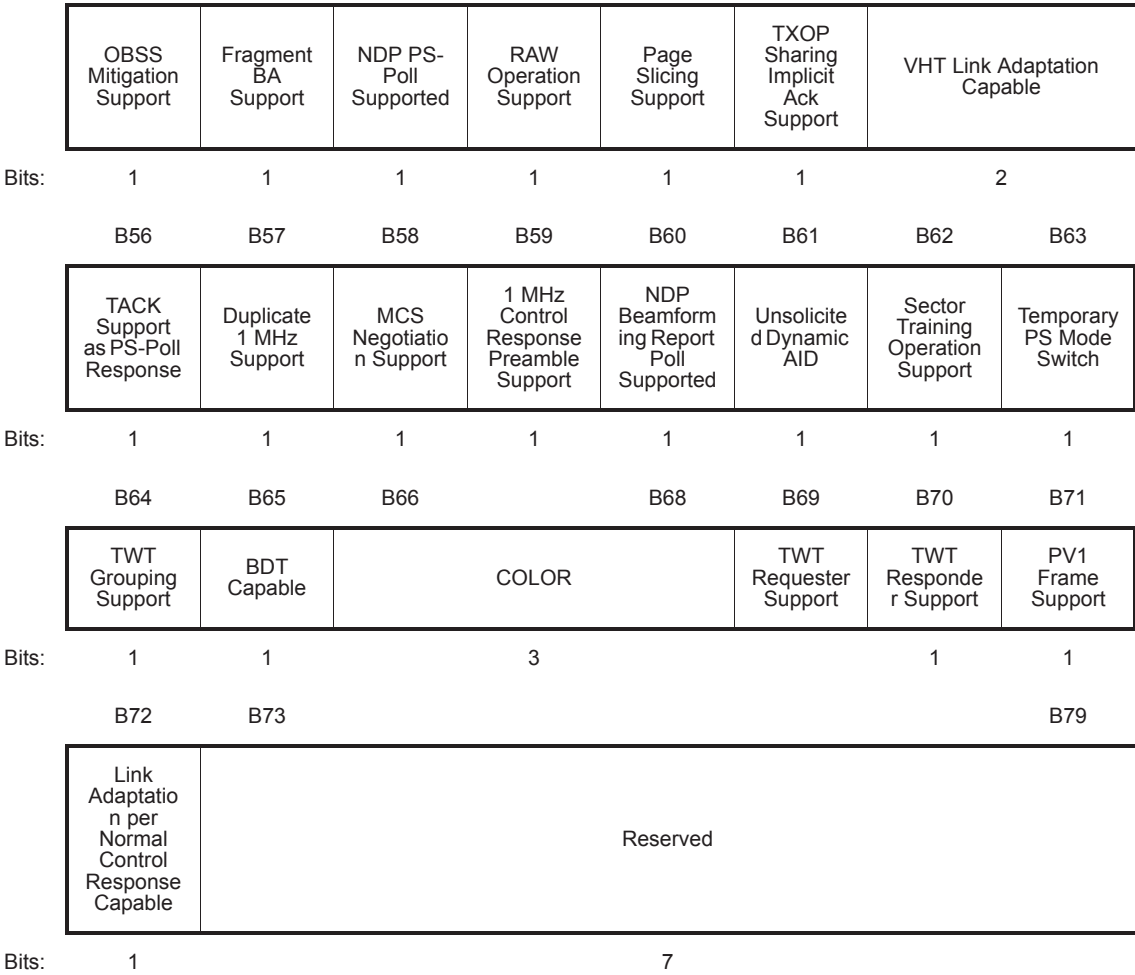 OBSS
Mitigation
Support
Fragment
BA
Support
NDP PS-
Poll
Supported
RAW
Operation
Support
Page
Slicing
Support
TXOP
Sharing
Implicit
Ack
Support
VHT Link Adaptation
Capable
Bits: 1 1 1 1 1 1 2
B56 B57 B58 B59 B60 B61 B62 B63
TACK
Support
as PS-Poll
Response
Duplicate
1 MHz
Support
MCS
Negotiatio
n Support
1 MHz
Control
Response
Preamble
Support
NDP
Beamform
ing Report
Poll
Supported
Unsolicite
d Dynamic
AID
Sector
Training
Operation
Support
Temporary
PS Mode
Switch
Bits: 1 1 1 1 1 1 1 1
B64 B65 B66 B68 B69 B70 B71
TWT
Grouping
Support
BDT
Capable
COLOR
TWT
Requester
Support
TWT
Responde
r Support
PV1
Frame
Support
Bits: 1 1 3 1 1
B72 B73 B79
Link
Adaptatio
n per
Normal
Control
Response
Capable
Reserved
Bits: 1 7